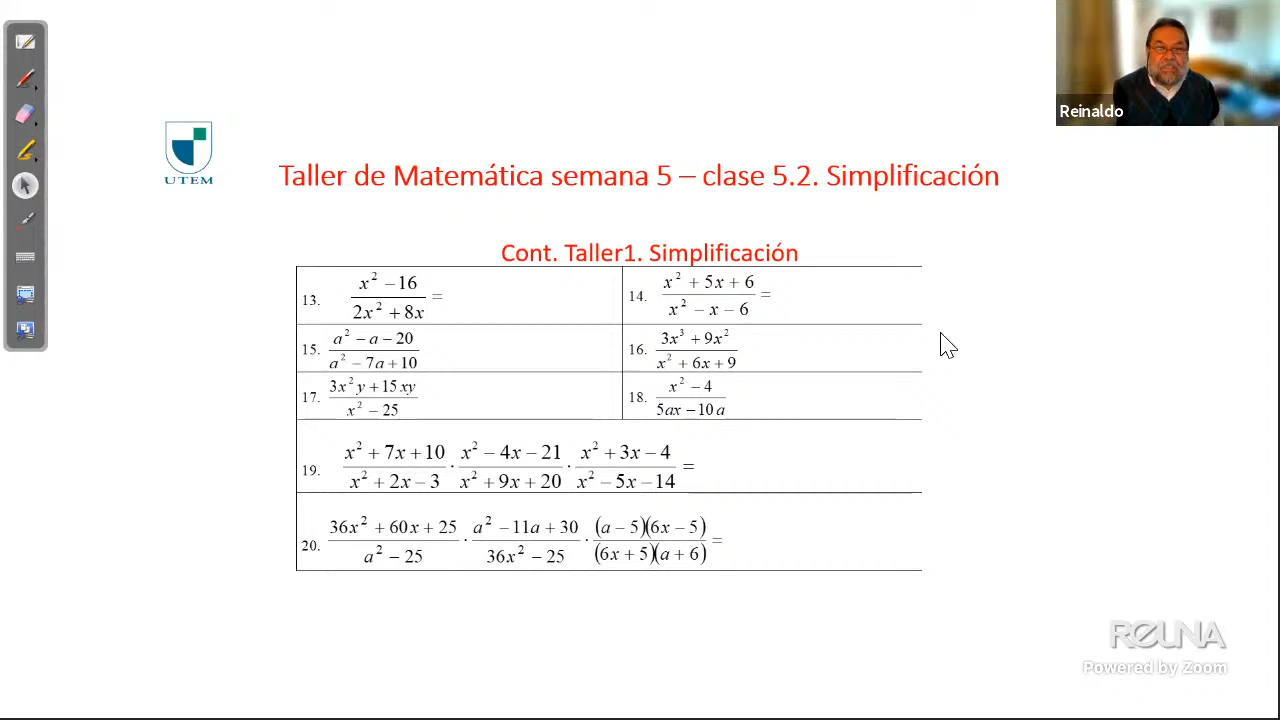 Reinaldo
UTEM
Taller de Matemática semana 5 – clase 5.2. Simplificación
Cont. Taller1. Simplificación
13. (x² − 16)/(2x² + 8x) =
14. (x² + 5x + 6)/(x² − x − 6) =
15. (a² − a − 20)/(a² − 7a + 10)
16. (3x³ + 9x²)/(x² + 6x + 9)
17. (3x²y + 15xy)/(x² − 25)
18. (x² − 4)/(5ax − 10a)
19. (x² + 7x + 10)/(x² + 2x − 3) · (x² − 4x − 21)/(x² + 9x + 20) · (x² + 3x − 4)/(x² − 5x − 14) =
20. (36x² + 60x + 25)/(a² − 25) · (a² − 11a + 30)/(36x² − 25) · (a − 5)(6x − 5)/(6x + 5)(a + 6) =
REUNA
Powered by Zoom